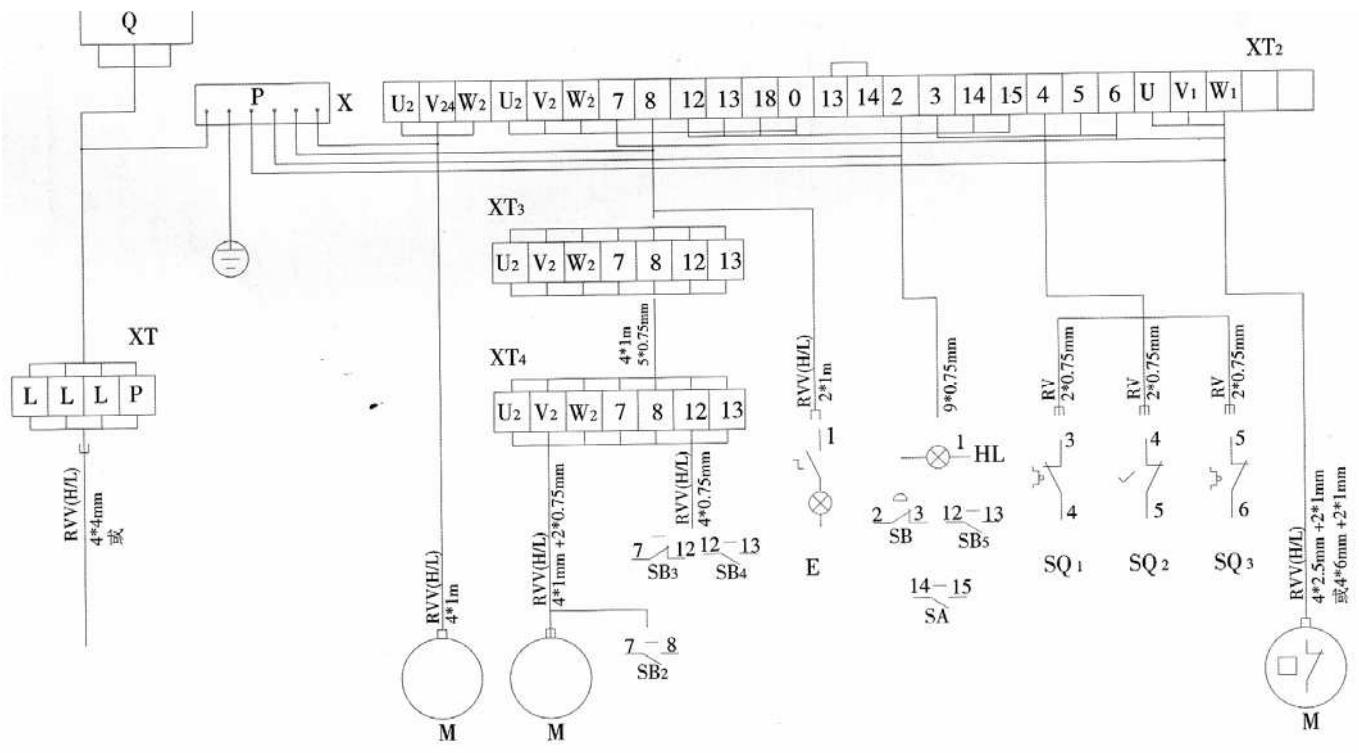 Q
XT2
P X
U2 V24 W2 U2 V2 W2 7 8 12 13 18 0 13 14 2 3 14 15 4 5 6 U V1 W1
XT3
U2 V2 W2 7 8 12 13
4*1m
5*0.75mm
XT
L L L P
XT4
U2 V2 W2 7 8 12 13
RVV(H/L)
4*4mm
或
RVV(H/L)
4*1m
M
RVV(H/L)
4*1mm +2*0.75mm
M
RVV(H/L)
4*0.75mm
7 12
SB3
12 13
SB4
7 8
SB2
RVV(H/L)
2*1m
1
E
9*0.75mm
1 HL
2 3
SB
12 13
SB5
14 15
SA
RV
2*0.75mm
3
4
SQ 1
RV
2*0.75mm
4
5
SQ 2
RV
2*0.75mm
5
6
SQ 3
RVV(H/L)
4*2.5mm +2*1mm
或4*6mm +2*1mm
M